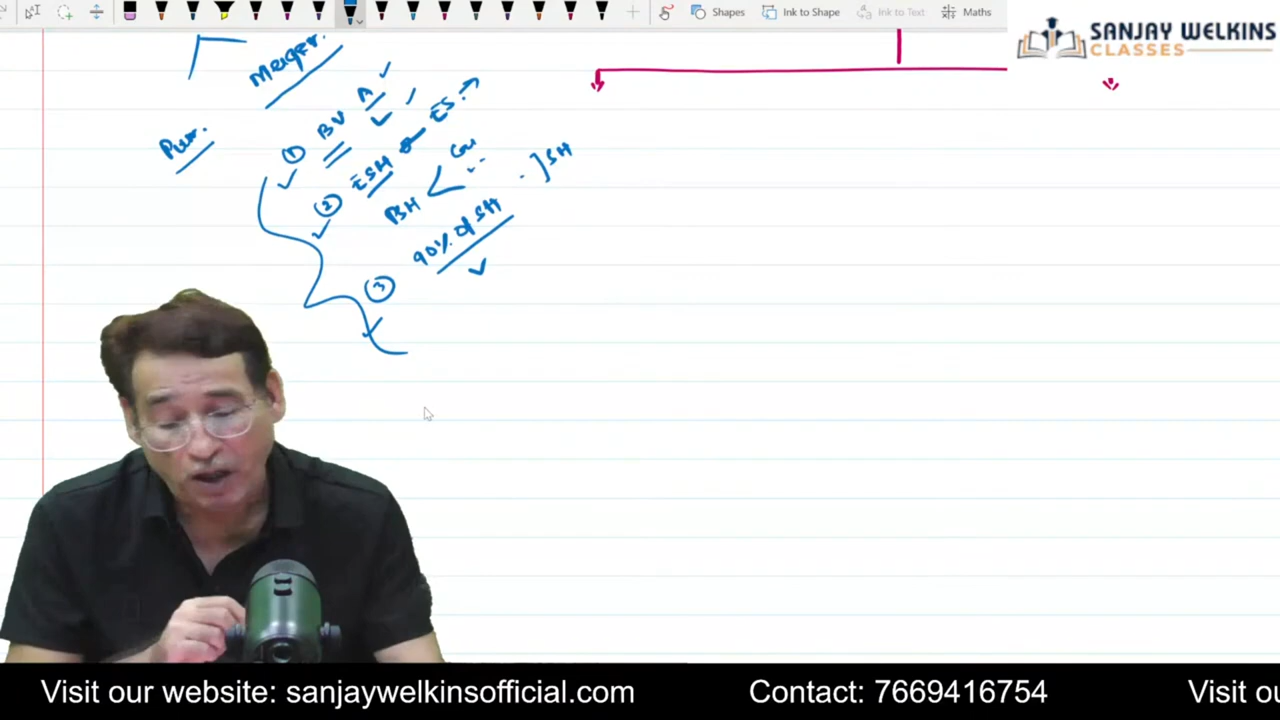 Shapes
Ink to Shape
Ink to Text
Maths
SANJAY WELKINS
CLASSES
Merger.
Pur.
① BV A
② ESH ES.
BH
] SH
③ 90% of SH
Visit our website: sanjaywelkinsofficial.com
Contact: 7669416754
Visit ou